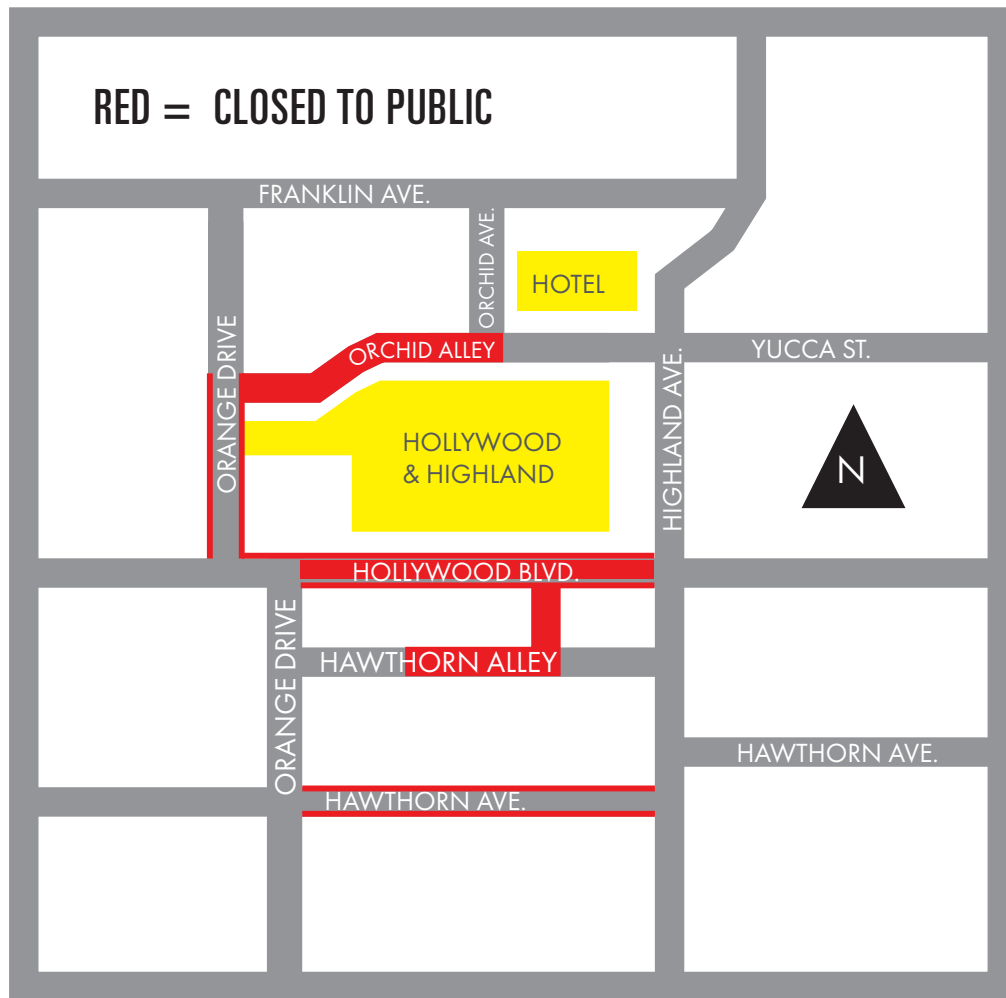 RED = CLOSED TO PUBLIC
FRANKLIN AVE.
ORCHID AVE.
HOTEL
ORANGE DRIVE
ORCHID ALLEY
YUCCA ST.
HIGHLAND AVE.
HOLLYWOOD
& HIGHLAND
N
HOLLYWOOD BLVD.
ORANGE DRIVE
HAWTHORN ALLEY
HAWTHORN AVE.
HAWTHORN AVE.